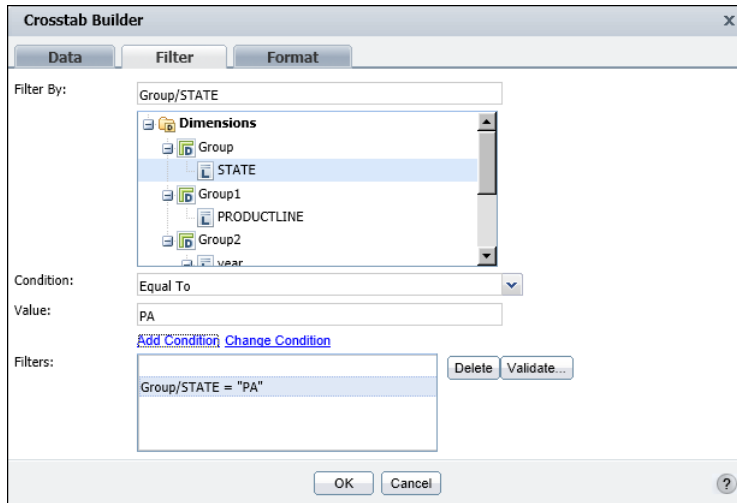 Crosstab Builder x
Data Filter Format
Filter By: Group/STATE
Dimensions
Group
STATE
Group1
PRODUCTLINE
Group2
year
Condition: Equal To
Value: PA
Add Condition Change Condition
Filters: Delete Validate...
Group/STATE = "PA"
OK Cancel ?